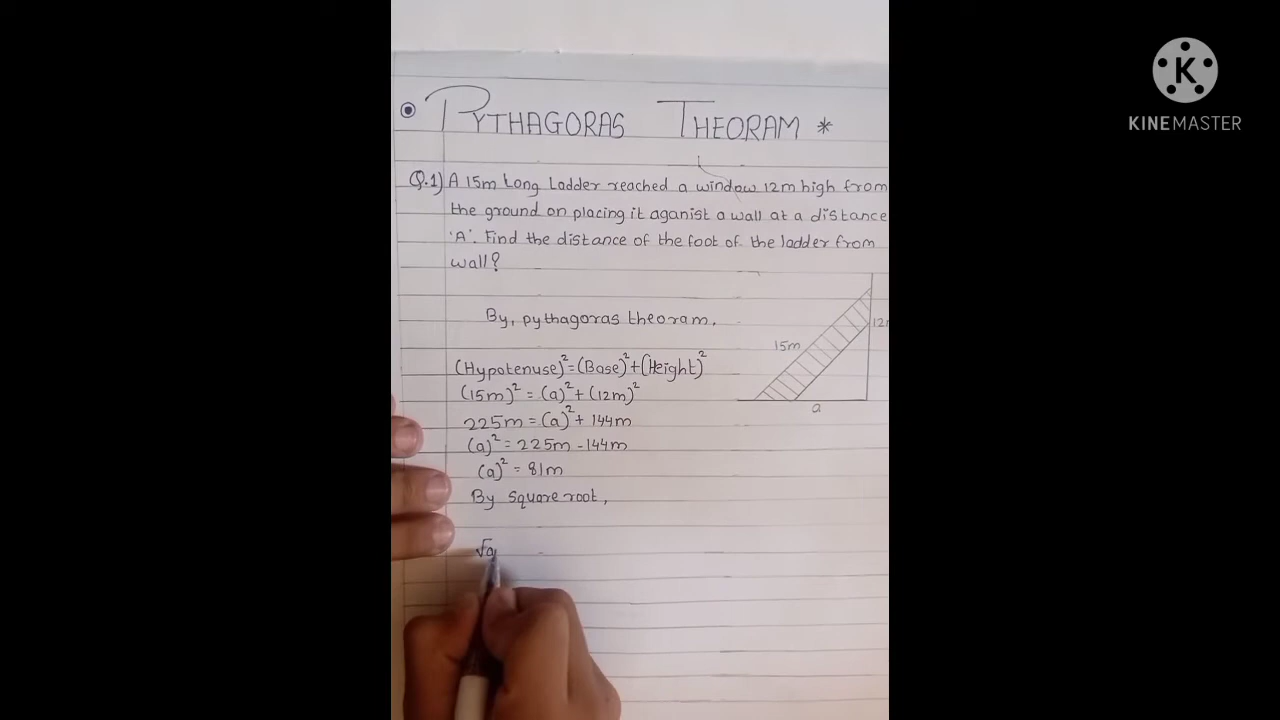 PYTHAGORAS THEORAM *
Q.1) A 15m long ladder reached a window 12m high from
the ground on placing it aganist a wall at a distance
'A'. Find the distance of the foot of the ladder from
wall?
By, pythagoras theoram,
(Hypotenuse)² = (Base)² + (Height)²
(15m)² = (a)² + (12m)²
225m = (a)² + 144m
(a)² = 225m - 144m
(a)² = 81m
By square root,
√a
15m
12m
a
K
KINEMASTER